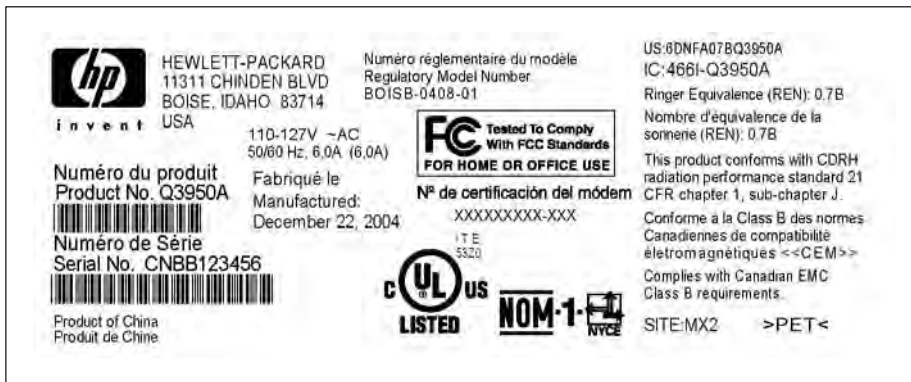 hp
invent
HEWLETT-PACKARD
11311 CHINDEN BLVD
BOISE, IDAHO 83714
USA
110-127V ~AC
50/60 Hz, 6,0A (6,0A)
Numéro du produit
Product No. Q3950A
Fabriqué le
Manufactured:
December 22, 2004
Numéro de Série
Serial No. CNBB123456
Product of China
Produit de Chine
Numéro réglementaire du modèle
Regulatory Model Number
BOISB-0408-01
FC Tested To Comply
With FCC Standards
FOR HOME OR OFFICE USE
Nº de certificación del módem
XXXXXXXXX-XXX
ITE
53Z0
C UL US
®
LISTED
NOM-1-
NYCE
US:6DNFA07BQ3950A
IC:466I-Q3950A
Ringer Equivalence (REN): 0.7B
Nombre d'équivalence de la
sonnerie (REN): 0.7B
This product conforms with CDRH
radiation performance standard 21
CFR chapter 1, sub-chapter J.
Conforme à la Class B des normes
Canadiennes de compatibilité
életromagnétiques <<CEM>>
Complies with Canadian EMC
Class B requirements.
SITE:MX2 >PET<